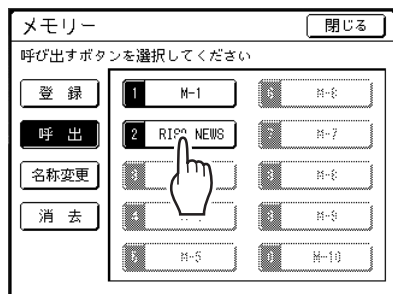 メモリー 閉じる
呼び出すボタンを選択してください
登 録 1 M-1 6 M-6
呼 出 2 RISO NEWS 7 M-7
名称変更 3 M-8
消 去 4 9 M-9
5 M-5 0 M-10